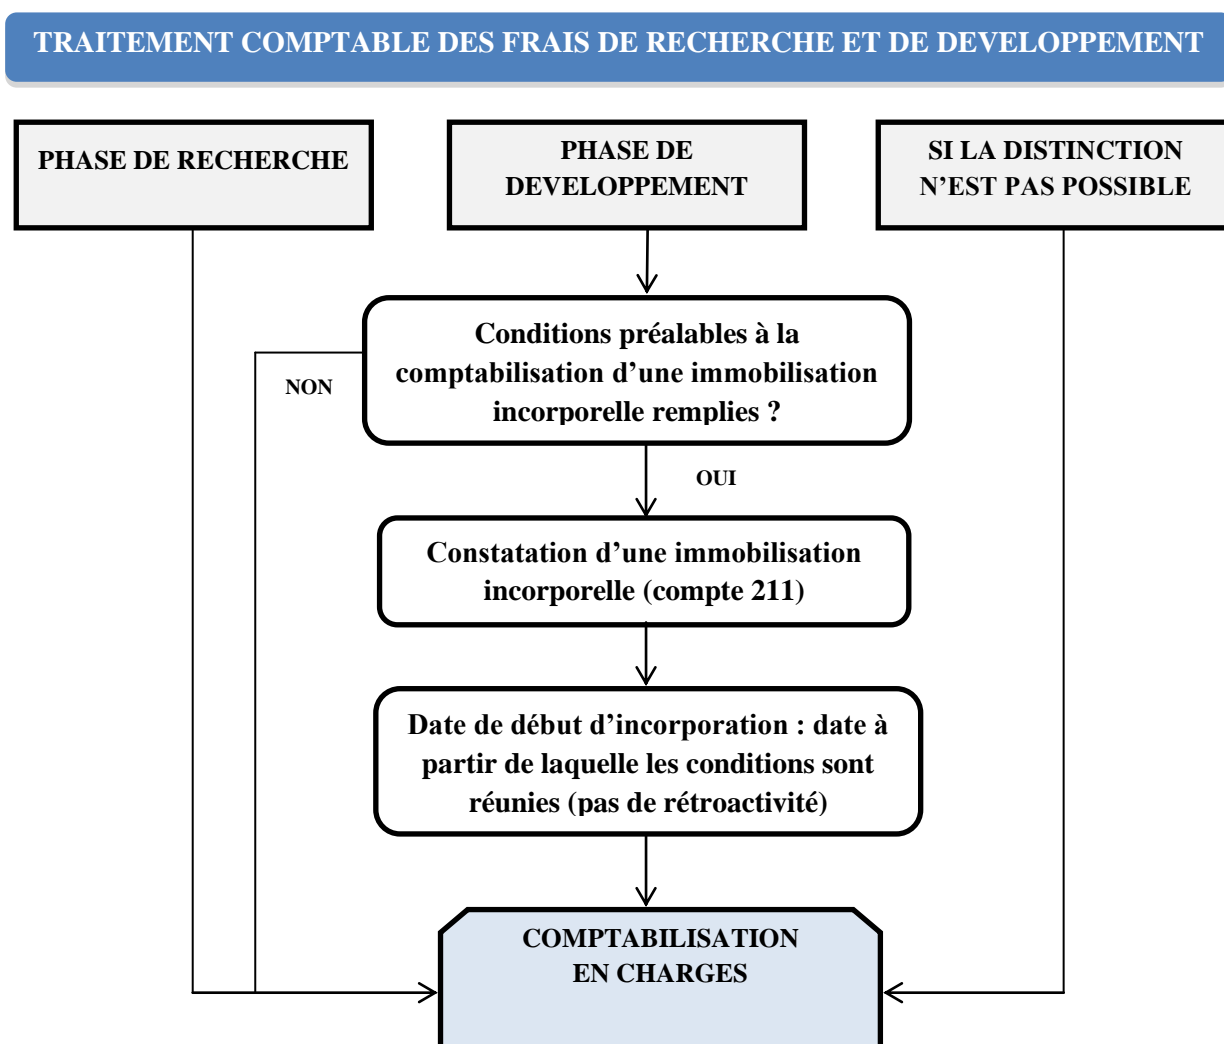 TRAITEMENT COMPTABLE DES FRAIS DE RECHERCHE ET DE DEVELOPPEMENT
PHASE DE RECHERCHE
PHASE DE
DEVELOPPEMENT
SI LA DISTINCTION
N’EST PAS POSSIBLE
Conditions préalables à la
comptabilisation d’une immobilisation
incorporelle remplies ?
NON
OUI
Constatation d’une immobilisation
incorporelle (compte 211)
Date de début d’incorporation : date à
partir de laquelle les conditions sont
réunies (pas de rétroactivité)
COMPTABILISATION
EN CHARGES